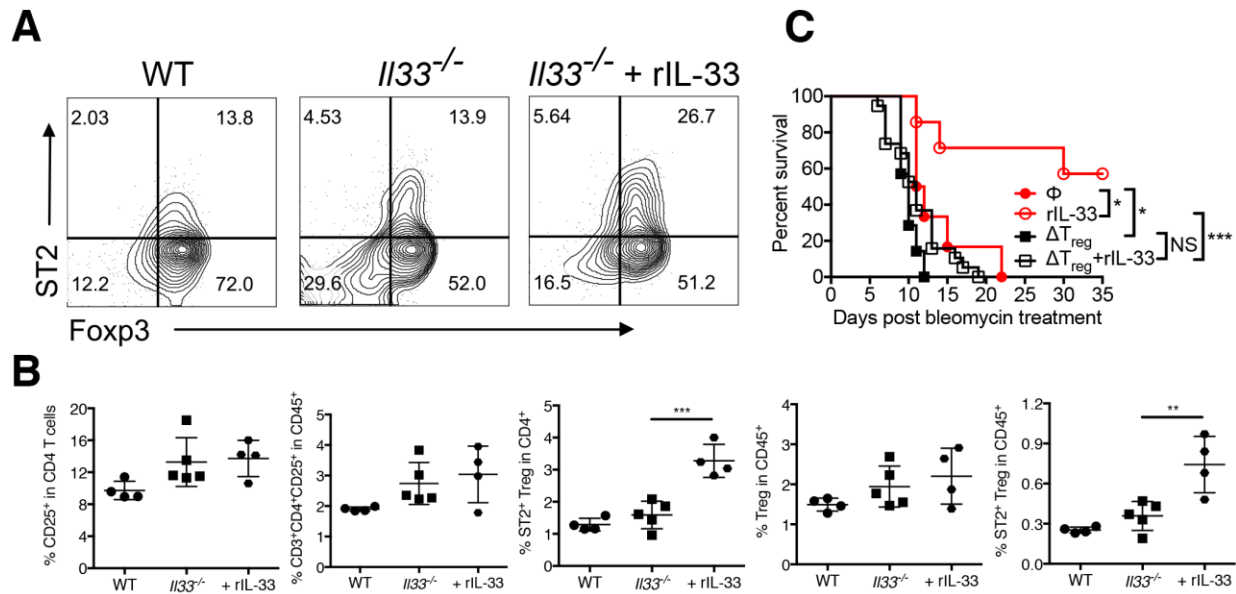 A
WT
Il33-/-
Il33-/- + rIL-33
2.03
13.8
12.2
72.0
4.53
13.9
29.6
52.0
5.64
26.7
16.5
51.2
ST2
Foxp3
C
Percent survival
100
80
60
40
20
0
0 5 10 15 20 25 30 35
Days post bleomycin treatment
Φ
rIL-33
ΔTreg
ΔTreg+rIL-33
*
*
NS
***
B
% CD25+ in CD4 T cells
20
16
12
8
4
0
WT Il33-/- + rIL-33
% CD3+CD4+CD25+ in CD45+
5
4
3
2
1
0
WT Il33-/- + rIL-33
% ST2+ Treg in CD4+
5
4
3
2
1
0
***
WT Il33-/- + rIL-33
% Treg in CD45+
4
3
2
1
0
WT Il33-/- + rIL-33
% ST2+ Treg in CD45+
1.2
0.9
0.6
0.3
0.0
**
WT Il33-/- + rIL-33